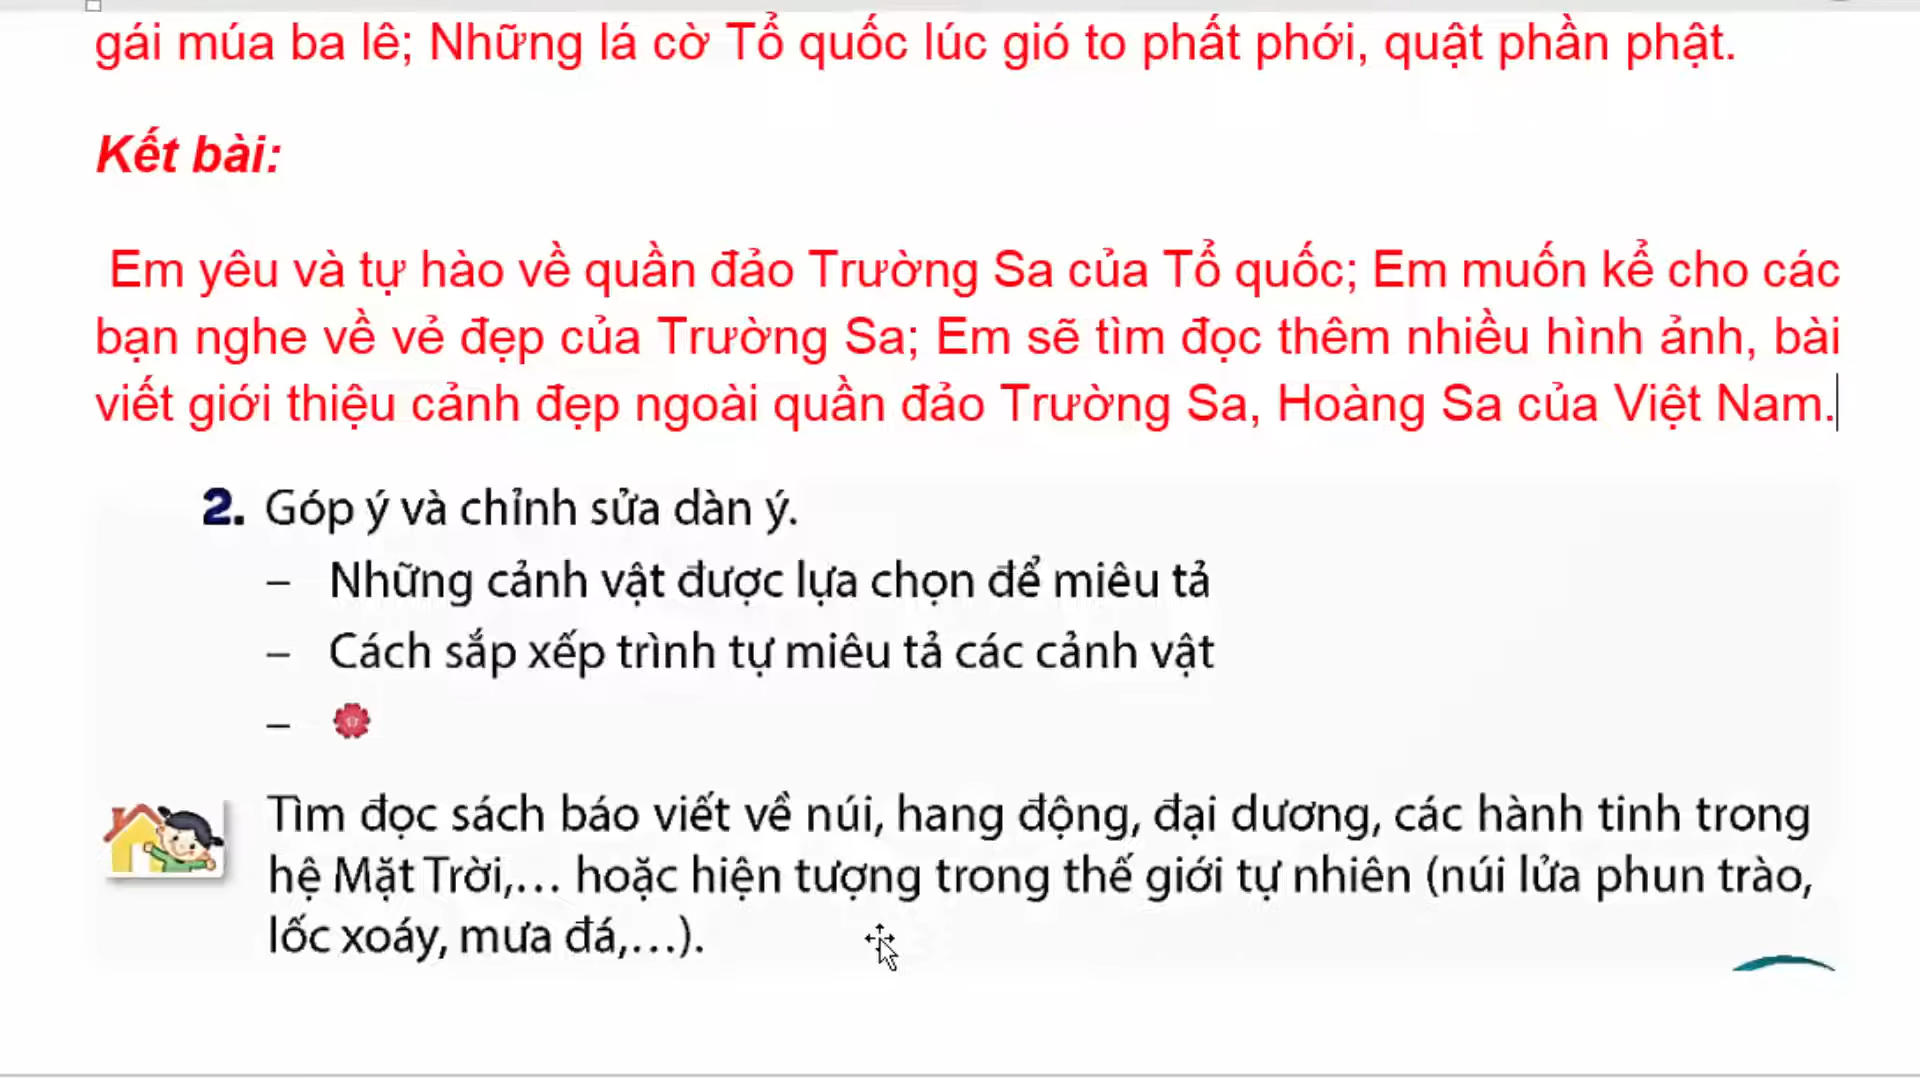 gái múa ba lê; Những lá cờ Tổ quốc lúc gió to phất phới, quật phần phật.
Kết bài:
Em yêu và tự hào về quần đảo Trường Sa của Tổ quốc; Em muốn kể cho các
bạn nghe về vẻ đẹp của Trường Sa; Em sẽ tìm đọc thêm nhiều hình ảnh, bài
viết giới thiệu cảnh đẹp ngoài quần đảo Trường Sa, Hoàng Sa của Việt Nam.
2. Góp ý và chỉnh sửa dàn ý.
– Những cảnh vật được lựa chọn để miêu tả
– Cách sắp xếp trình tự miêu tả các cảnh vật
–
Tìm đọc sách báo viết về núi, hang động, đại dương, các hành tinh trong
hệ Mặt Trời,... hoặc hiện tượng trong thế giới tự nhiên (núi lửa phun trào,
lốc xoáy, mưa đá,...).